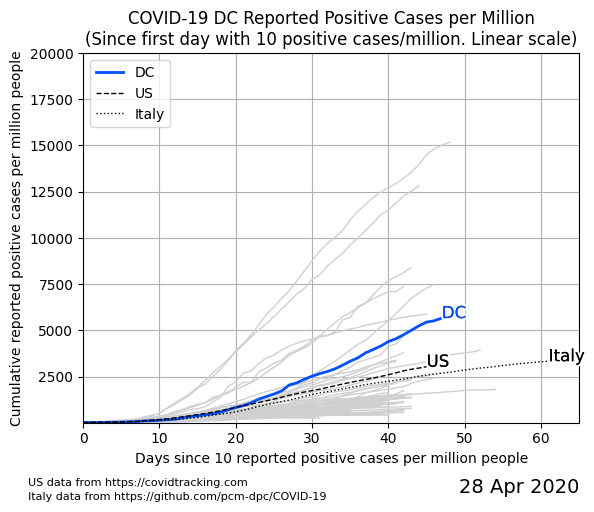 COVID-19 DC Reported Positive Cases per Million
(Since first day with 10 positive cases/million. Linear scale)
Cumulative reported positive cases per million people
20000
17500
15000
12500
10000
7500
5000
2500
DC
US
Italy
DC
US
Italy
0
10
20
30
40
50
60
Days since 10 reported positive cases per million people
US data from https://covidtracking.com
Italy data from https://github.com/pcm-dpc/COVID-19
28 Apr 2020